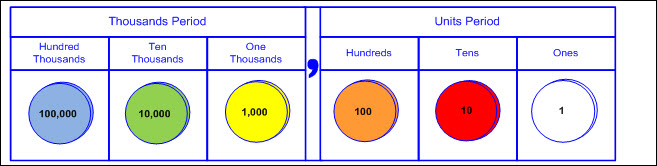 Thousands Period Units Period
Hundred Thousands Ten Thousands One Thousands , Hundreds Tens Ones
100,000 10,000 1,000 100 10 1